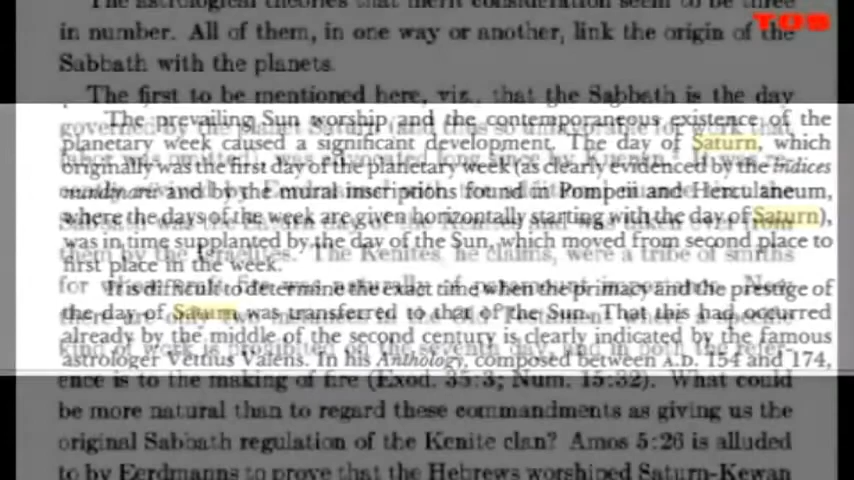 The astrological theories that merit consideration seem to be three
TOS
in number. All of them, in one way or another, link the origin of the
Sabbath with the planets.
The first to be mentioned here, viz., that the Sabbath is the day
The prevailing Sun worship and the contemporaneous existence of the
planetary week caused a significant development. The day of Saturn, which
originally was the first day of the planetary week (as clearly evidenced by the indices
nundinarii and by the mural inscriptions found in Pompeii and Herculaneum,
where the days of the week are given horizontally starting with the day of Saturn),
was in time supplanted by the day of the Sun, which moved from second place to
them by the Israelites. The Kenites, he claims, were a tribe of smiths
first place in the week.
It is difficult to determine the exact time when the primacy and the prestige of
the day of Saturn was transferred to that of the Sun. That this had occurred
already by the middle of the second century is clearly indicated by the famous
astrologer Vettius Valens. In his Anthology, composed between A.D. 154 and 174,
ence is to the making of fire (Exod. 35:3; Num. 15:32). What could
be more natural than to regard these commandments as giving us the
original Sabbath regulation of the Kenite clan? Amos 5:26 is alluded
to by Eerdmanns to prove that the Hebrews worshiped Saturn-Kewan